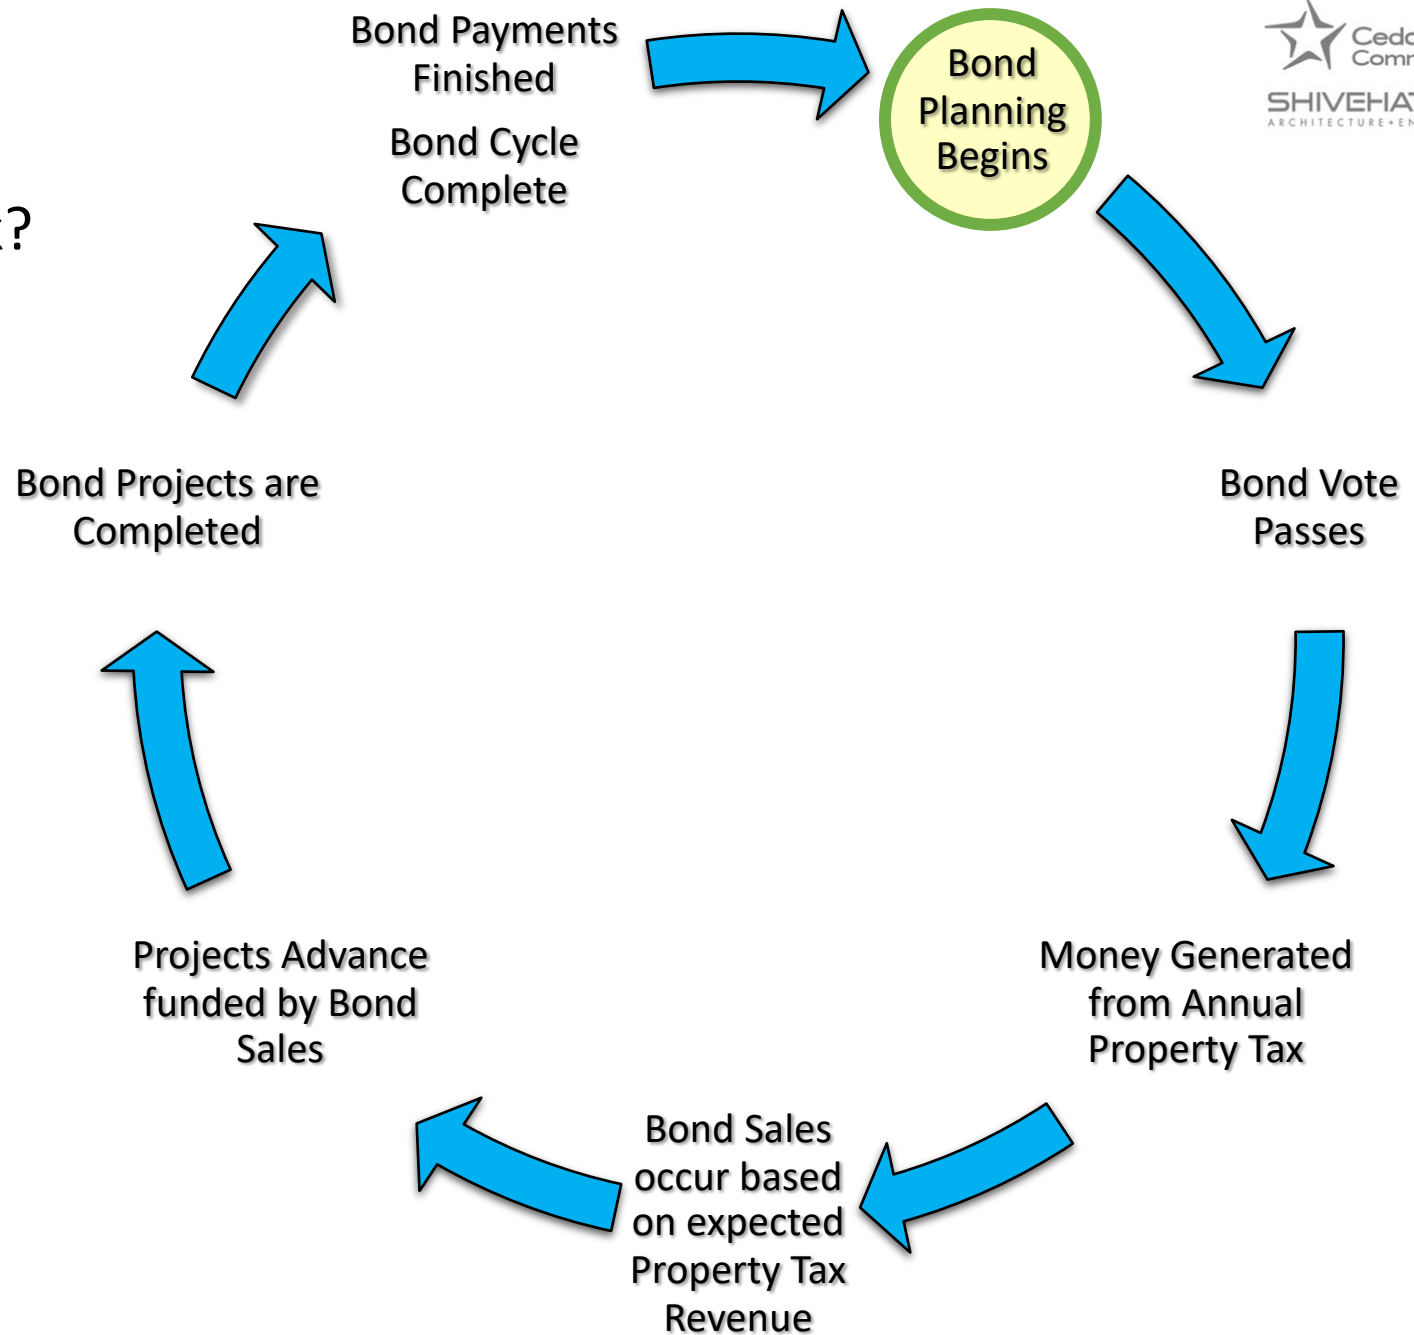 Bond Payments
Finished
Bond Cycle
Complete
Bond
Planning
Begins
Bond Vote
Passes
Money Generated
from Annual
Property Tax
Bond Sales
occur based
on expected
Property Tax
Revenue
Projects Advance
funded by Bond
Sales
Bond Projects are
Completed